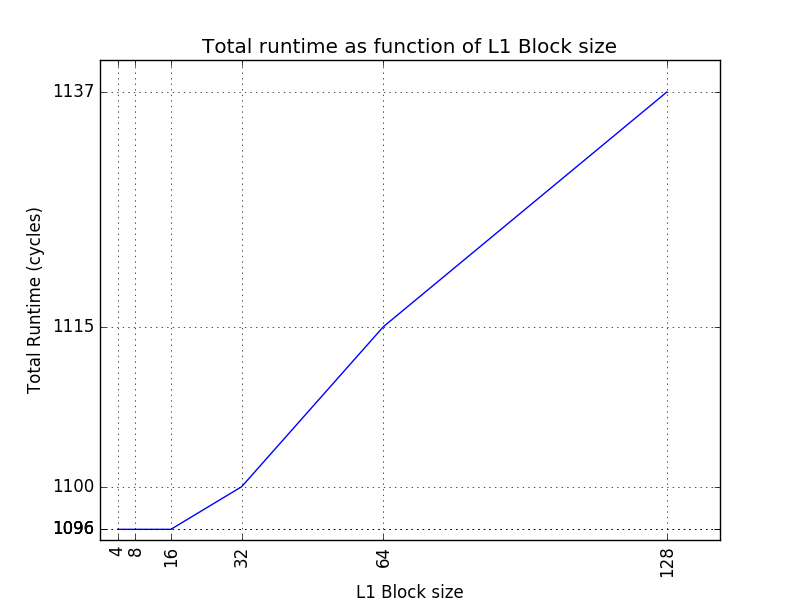 Total runtime as function of L1 Block size
Total Runtime (cycles)
1137
1115
1100
1096
4 8 16 32 64 128
L1 Block size